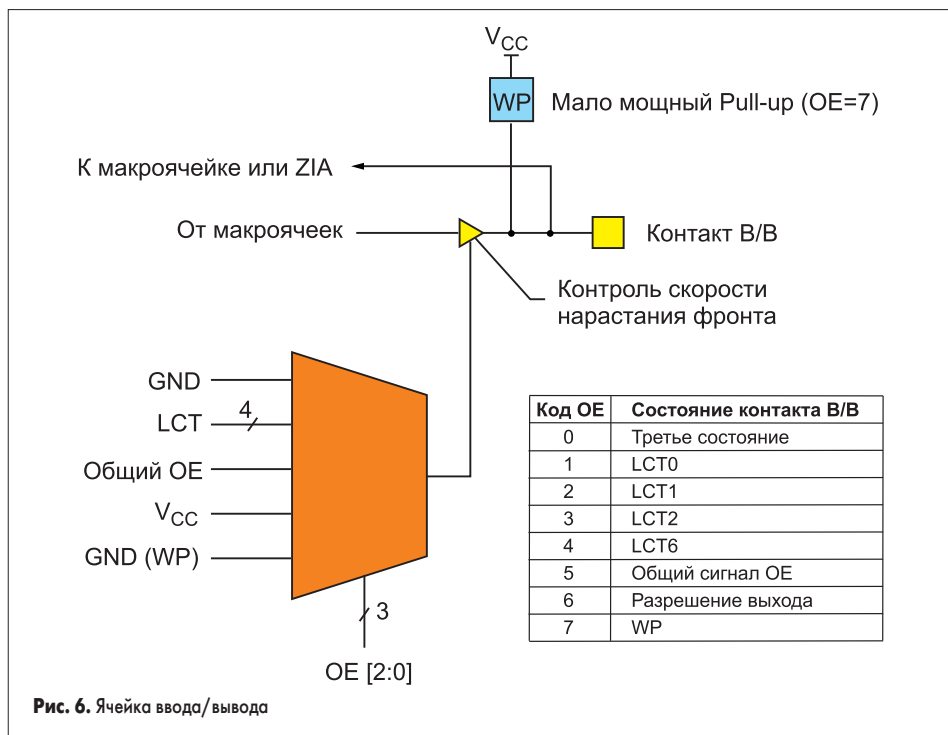 VCC
WP
Мало мощный Pull-up (OE=7)
К макроячейке или ZIA
От макроячеек
Контакт В/В
Контроль скорости
нарастания фронта
GND
LCT
4
Общий OE
VCC
GND (WP)
3
OE [2:0]
Код OE Состояние контакта В/В
0 Третье состояние
1 LCT0
2 LCT1
3 LCT2
4 LCT6
5 Общий сигнал OE
6 Разрешение выхода
7 WP
Рис. 6. Ячейка ввода/вывода